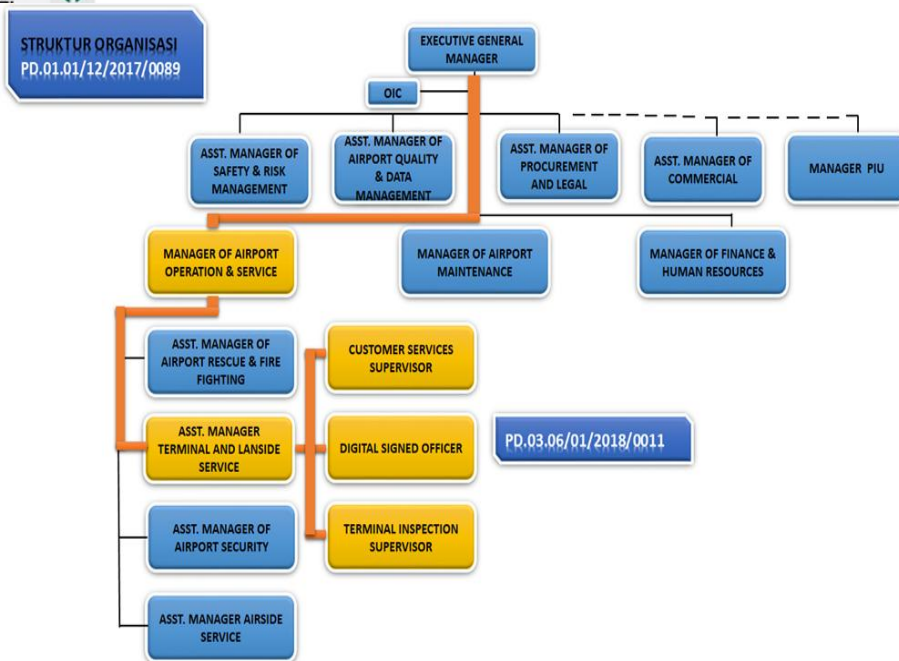 STRUKTUR ORGANISASI
PD.01.01/12/2017/0089
EXECUTIVE GENERAL
MANAGER
OIC
ASST. MANAGER OF
SAFETY & RISK
MANAGEMENT
ASST. MANAGER OF
AIRPORT QUALITY
& DATA
MANAGEMENT
ASST. MANAGER OF
PROCUREMENT
AND LEGAL
ASST. MANAGER OF
COMMERCIAL
MANAGER PIU
MANAGER OF AIRPORT
OPERATION & SERVICE
MANAGER OF AIRPORT
MAINTENANCE
MANAGER OF FINANCE &
HUMAN RESOURCES
ASST. MANAGER OF
AIRPORT RESCUE & FIRE
FIGHTING
CUSTOMER SERVICES
SUPERVISOR
ASST. MANAGER
TERMINAL AND LANSIDE
SERVICE
DIGITAL SIGNED OFFICER
PD.03.06/01/2018/0011
ASST. MANAGER OF
AIRPORT SECURITY
TERMINAL INSPECTION
SUPERVISOR
ASST. MANAGER AIRSIDE
SERVICE